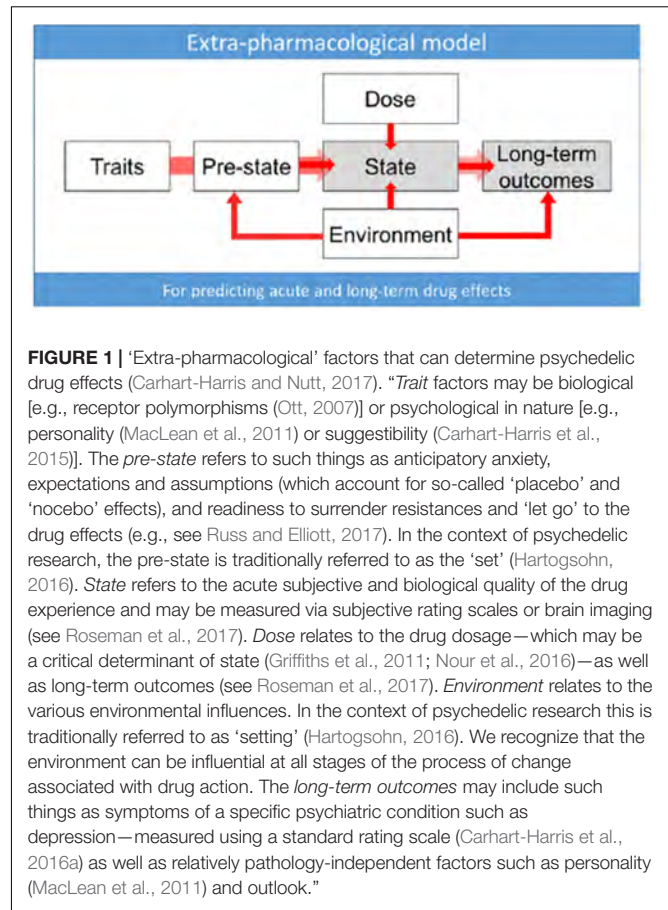 Extra-pharmacological model
Dose
Traits
Pre-state
State
Long-term
outcomes
Environment
For predicting acute and long-term drug effects
FIGURE 1 | 'Extra-pharmacological' factors that can determine psychedelic
drug effects (Carhart-Harris and Nutt, 2017). “Trait factors may be biological
[e.g., receptor polymorphisms (Ott, 2007)] or psychological in nature [e.g.,
personality (MacLean et al., 2011) or suggestibility (Carhart-Harris et al.,
2015)]. The pre-state refers to such things as anticipatory anxiety,
expectations and assumptions (which account for so-called 'placebo' and
'nocebo' effects), and readiness to surrender resistances and 'let go' to the
drug effects (e.g., see Russ and Elliott, 2017). In the context of psychedelic
research, the pre-state is traditionally referred to as the 'set' (Hartogsohn,
2016). State refers to the acute subjective and biological quality of the drug
experience and may be measured via subjective rating scales or brain imaging
(see Roseman et al., 2017). Dose relates to the drug dosage—which may be
a critical determinant of state (Griffiths et al., 2011; Nour et al., 2016)—as well
as long-term outcomes (see Roseman et al., 2017). Environment relates to the
various environmental influences. In the context of psychedelic research this is
traditionally referred to as 'setting' (Hartogsohn, 2016). We recognize that the
environment can be influential at all stages of the process of change
associated with drug action. The long-term outcomes may include such
things as symptoms of a specific psychiatric condition such as
depression—measured using a standard rating scale (Carhart-Harris et al.,
2016a) as well as relatively pathology-independent factors such as personality
(MacLean et al., 2011) and outlook.”